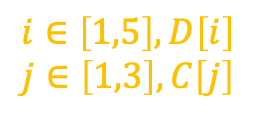 i ∈ [1,5], D[i]
j ∈ [1,3], C[j]